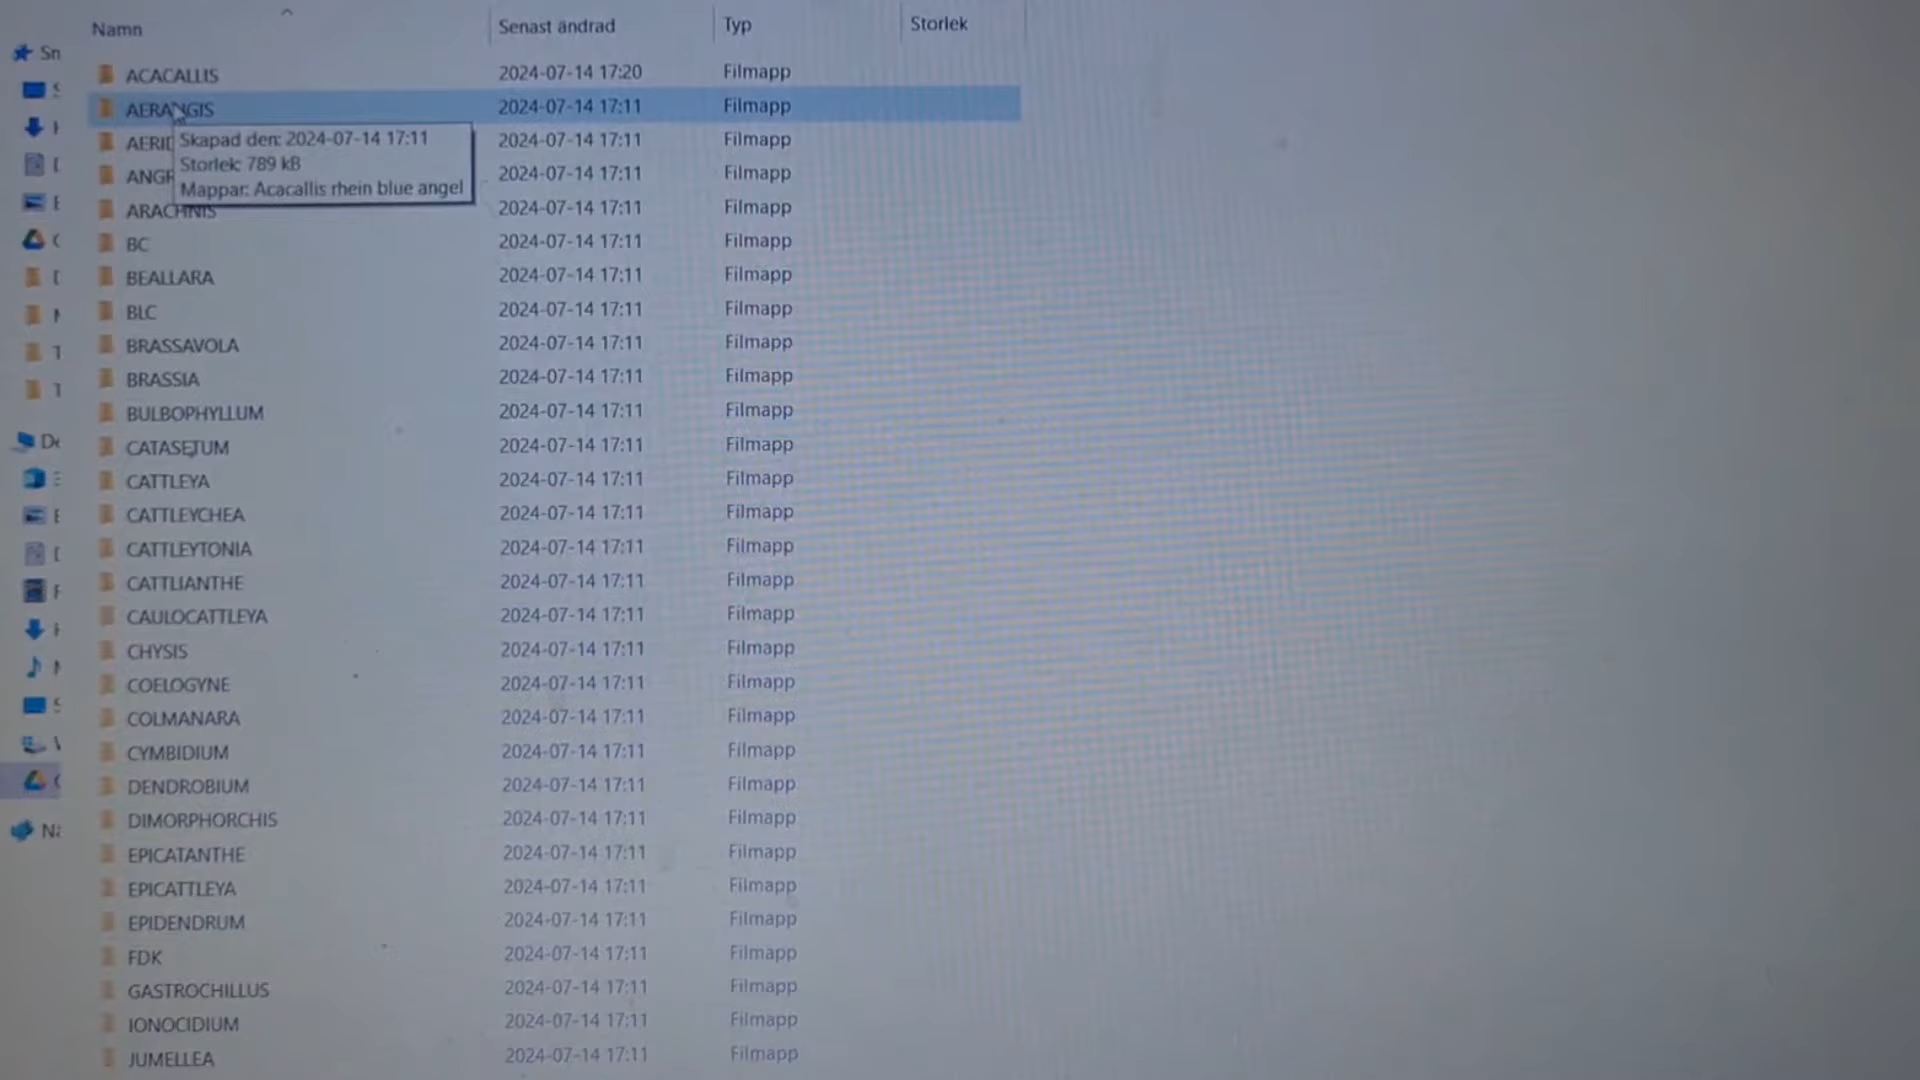 Namn Senast ändrad Typ Storlek
Sn
ACACALLIS 2024-07-14 17:20 Filmapp
AERANGIS 2024-07-14 17:11 Filmapp
2024-07-14 17:11 Filmapp
Skapad den: 2024-07-14 17:11
Storlek: 789 kB
Mappar: Acacallis rhein blue angel
2024-07-14 17:11 Filmapp
ARACHNIS 2024-07-14 17:11 Filmapp
BC 2024-07-14 17:11 Filmapp
BEALLARA 2024-07-14 17:11 Filmapp
BLC 2024-07-14 17:11 Filmapp
BRASSAVOLA 2024-07-14 17:11 Filmapp
BRASSIA 2024-07-14 17:11 Filmapp
BULBOPHYLLUM 2024-07-14 17:11 Filmapp
CATASETUM 2024-07-14 17:11 Filmapp
De
CATTLEYA 2024-07-14 17:11 Filmapp
CATTLEYCHEA 2024-07-14 17:11 Filmapp
CATTLEYTONIA 2024-07-14 17:11 Filmapp
CATTLIANTHE 2024-07-14 17:11 Filmapp
CAULOCATTLEYA 2024-07-14 17:11 Filmapp
CHYSIS 2024-07-14 17:11 Filmapp
COELOGYNE 2024-07-14 17:11 Filmapp
COLMANARA 2024-07-14 17:11 Filmapp
CYMBIDIUM 2024-07-14 17:11 Filmapp
DENDROBIUM 2024-07-14 17:11 Filmapp
DIMORPHORCHIS 2024-07-14 17:11 Filmapp
Nä
EPICATANTHE 2024-07-14 17:11 Filmapp
EPICATTLEYA 2024-07-14 17:11 Filmapp
EPIDENDRUM 2024-07-14 17:11 Filmapp
FDK 2024-07-14 17:11 Filmapp
GASTROCHILLUS 2024-07-14 17:11 Filmapp
IONOCIDIUM 2024-07-14 17:11 Filmapp
JUMELLEA 2024-07-14 17:11 Filmapp